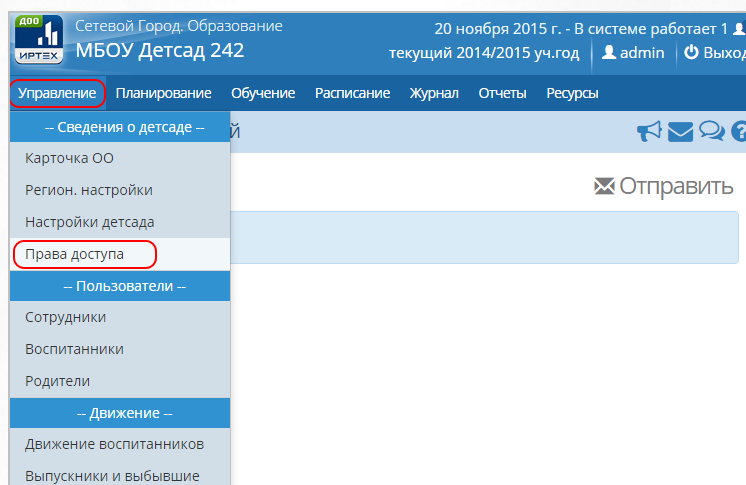 ДОО
ИРТЕХ
Сетевой Город. Образование
МБОУ Детсад 242
20 ноября 2015 г. - В системе работает 1
текущий 2014/2015 уч.год
admin
Выход
Управление Планирование Обучение Расписание Журнал Отчеты Ресурсы
-- Сведения о детсаде --
й
Карточка ОО
Регион. настройки
Отправить
Настройки детсада
Права доступа
-- Пользователи --
Сотрудники
Воспитанники
Родители
-- Движение --
Движение воспитанников
Выпускники и выбывшие